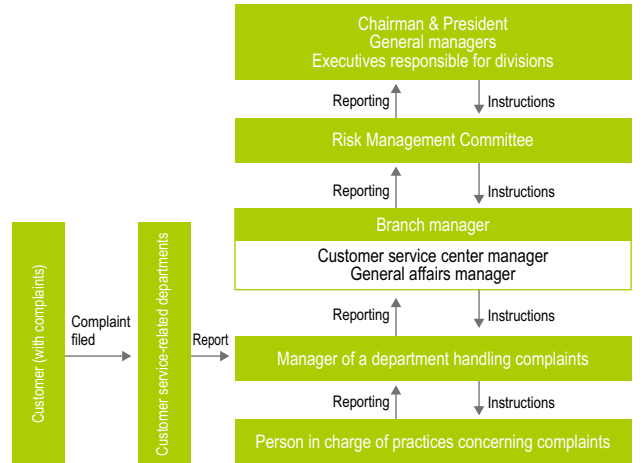 Chairman & President
General managers
Executives responsible for divisions
Reporting
Instructions
Risk Management Committee
Reporting
Instructions
Branch manager
Customer service center manager
General affairs manager
Reporting
Instructions
Customer (with complaints)
Complaint
filed
Customer service-related departments
Report
Manager of a department handling complaints
Reporting
Instructions
Person in charge of practices concerning complaints